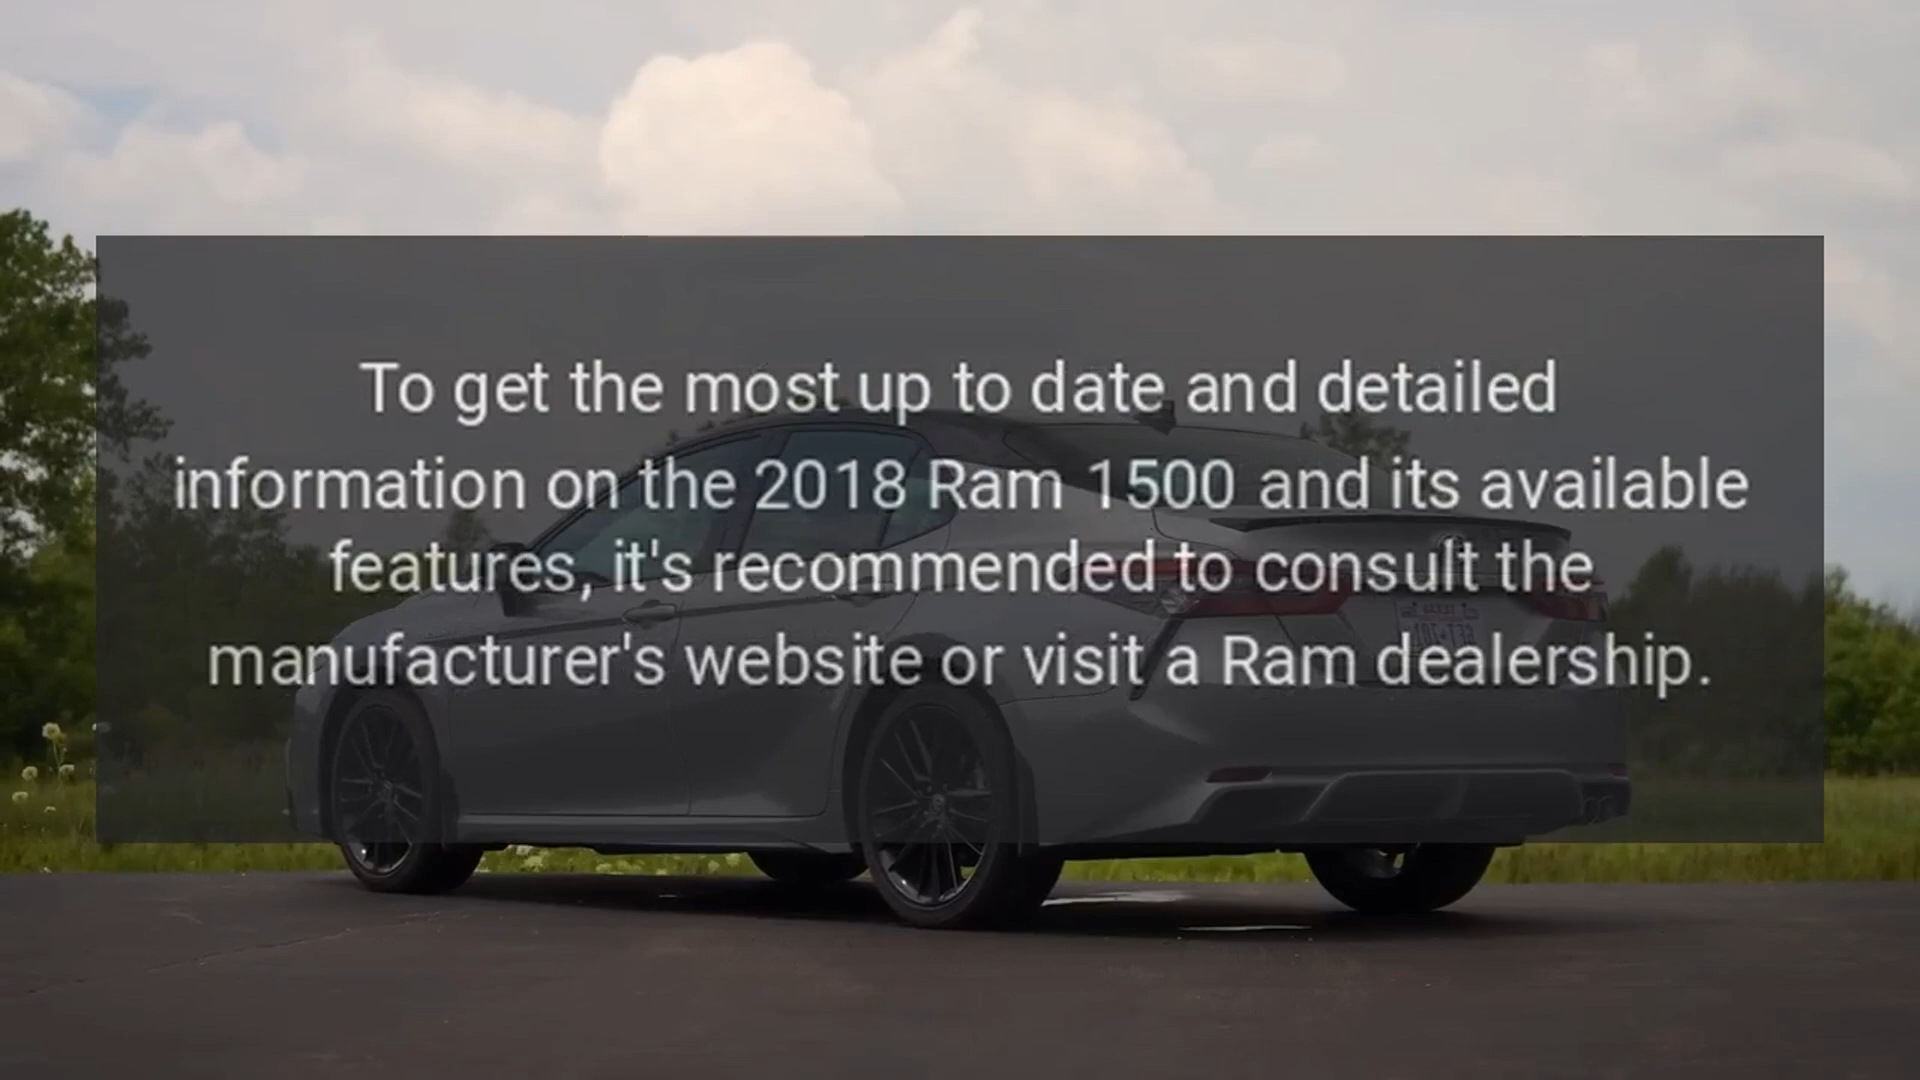 To get the most up to date and detailed
information on the 2018 Ram 1500 and its available
features, it's recommended to consult the
manufacturer's website or visit a Ram dealership.